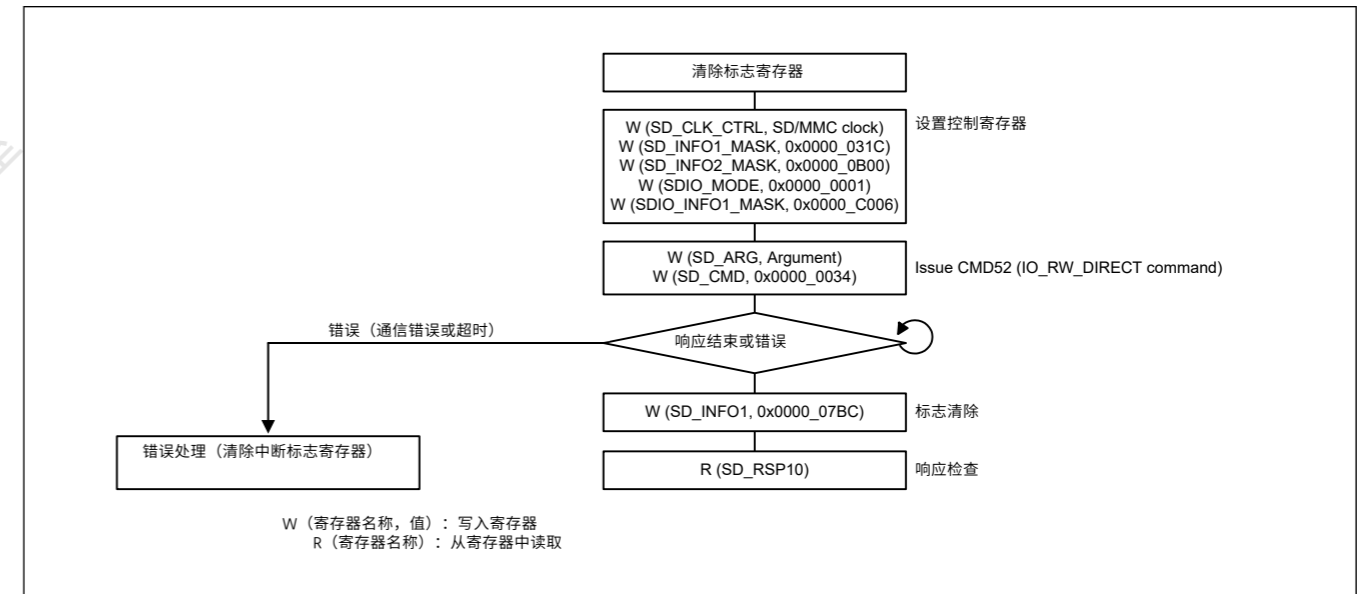 清除标志寄存器
W (SD_CLK_CTRL, SD/MMC clock)
W (SD_INFO1_MASK, 0x0000_031C)
W (SD_INFO2_MASK, 0x0000_0B00)
W (SDIO_MODE, 0x0000_0001)
W (SDIO_INFO1_MASK, 0x0000_C006)
设置控制寄存器
W (SD_ARG, Argument)
W (SD_CMD, 0x0000_0034)
Issue CMD52 (IO_RW_DIRECT command)
错误（通信错误或超时）
响应结束或错误
W (SD_INFO1, 0x0000_07BC)
标志清除
错误处理（清除中断标志寄存器）
R (SD_RSP10)
响应检查
W（寄存器名称，值）：写入寄存器
R（寄存器名称）：从寄存器中读取